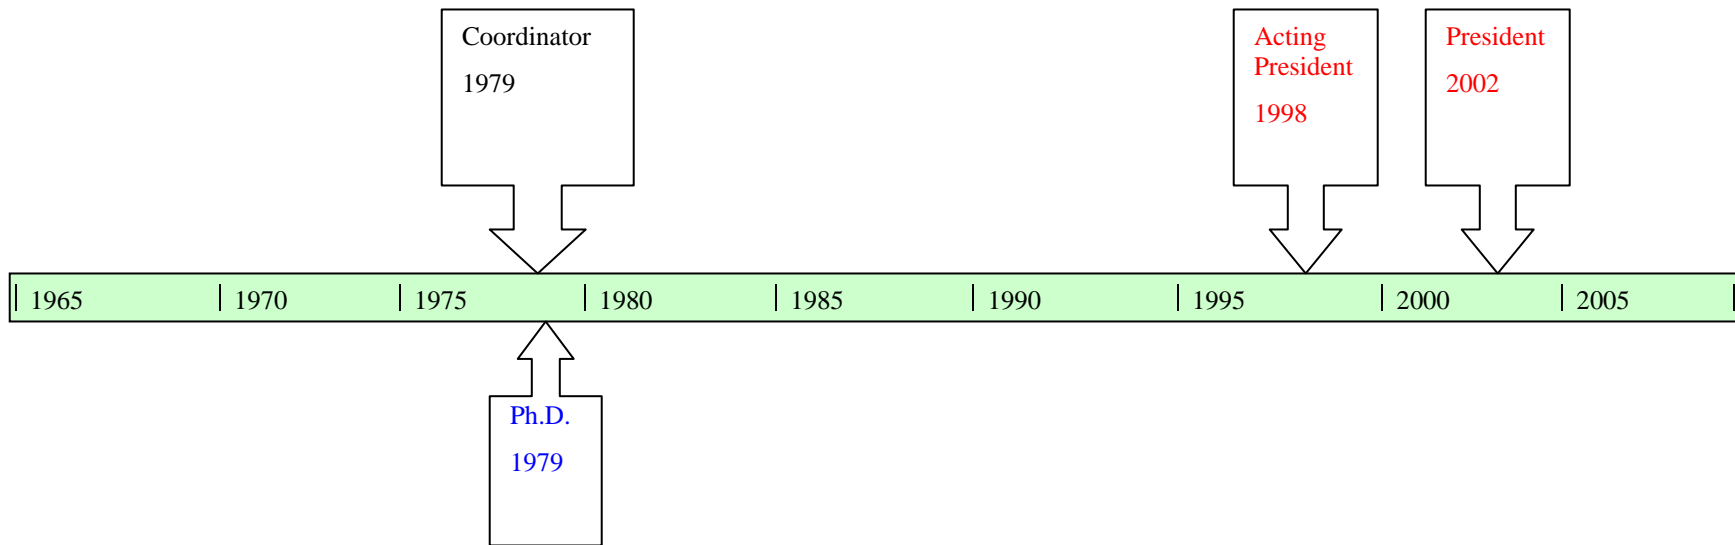 Coordinator
1979
Acting
President
1998
President
2002
1965 1970 1975 1980 1985 1990 1995 2000 2005
Ph.D.
1979